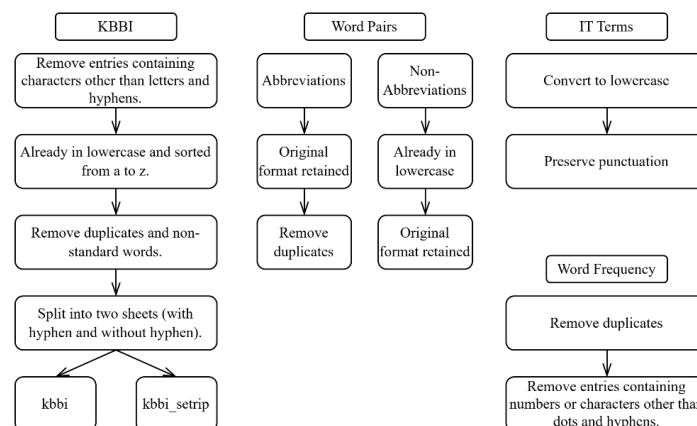 KBBI
Remove entries containing
characters other than letters and
hyphens.
Already in lowercase and sorted
from a to z.
Remove duplicates and non-
standard words.
Split into two sheets (with
hyphen and without hyphen).
kbbi
kbbi_setrip
Word Pairs
Abbreviations
Original
format retained
Remove
duplicates
Non-
Abbreviations
Already in
lowercase
Original
format retained
IT Terms
Convert to lowercase
Preserve punctuation
Word Frequency
Remove duplicates
Remove entries containing
numbers or characters other than
dots and hyphens.